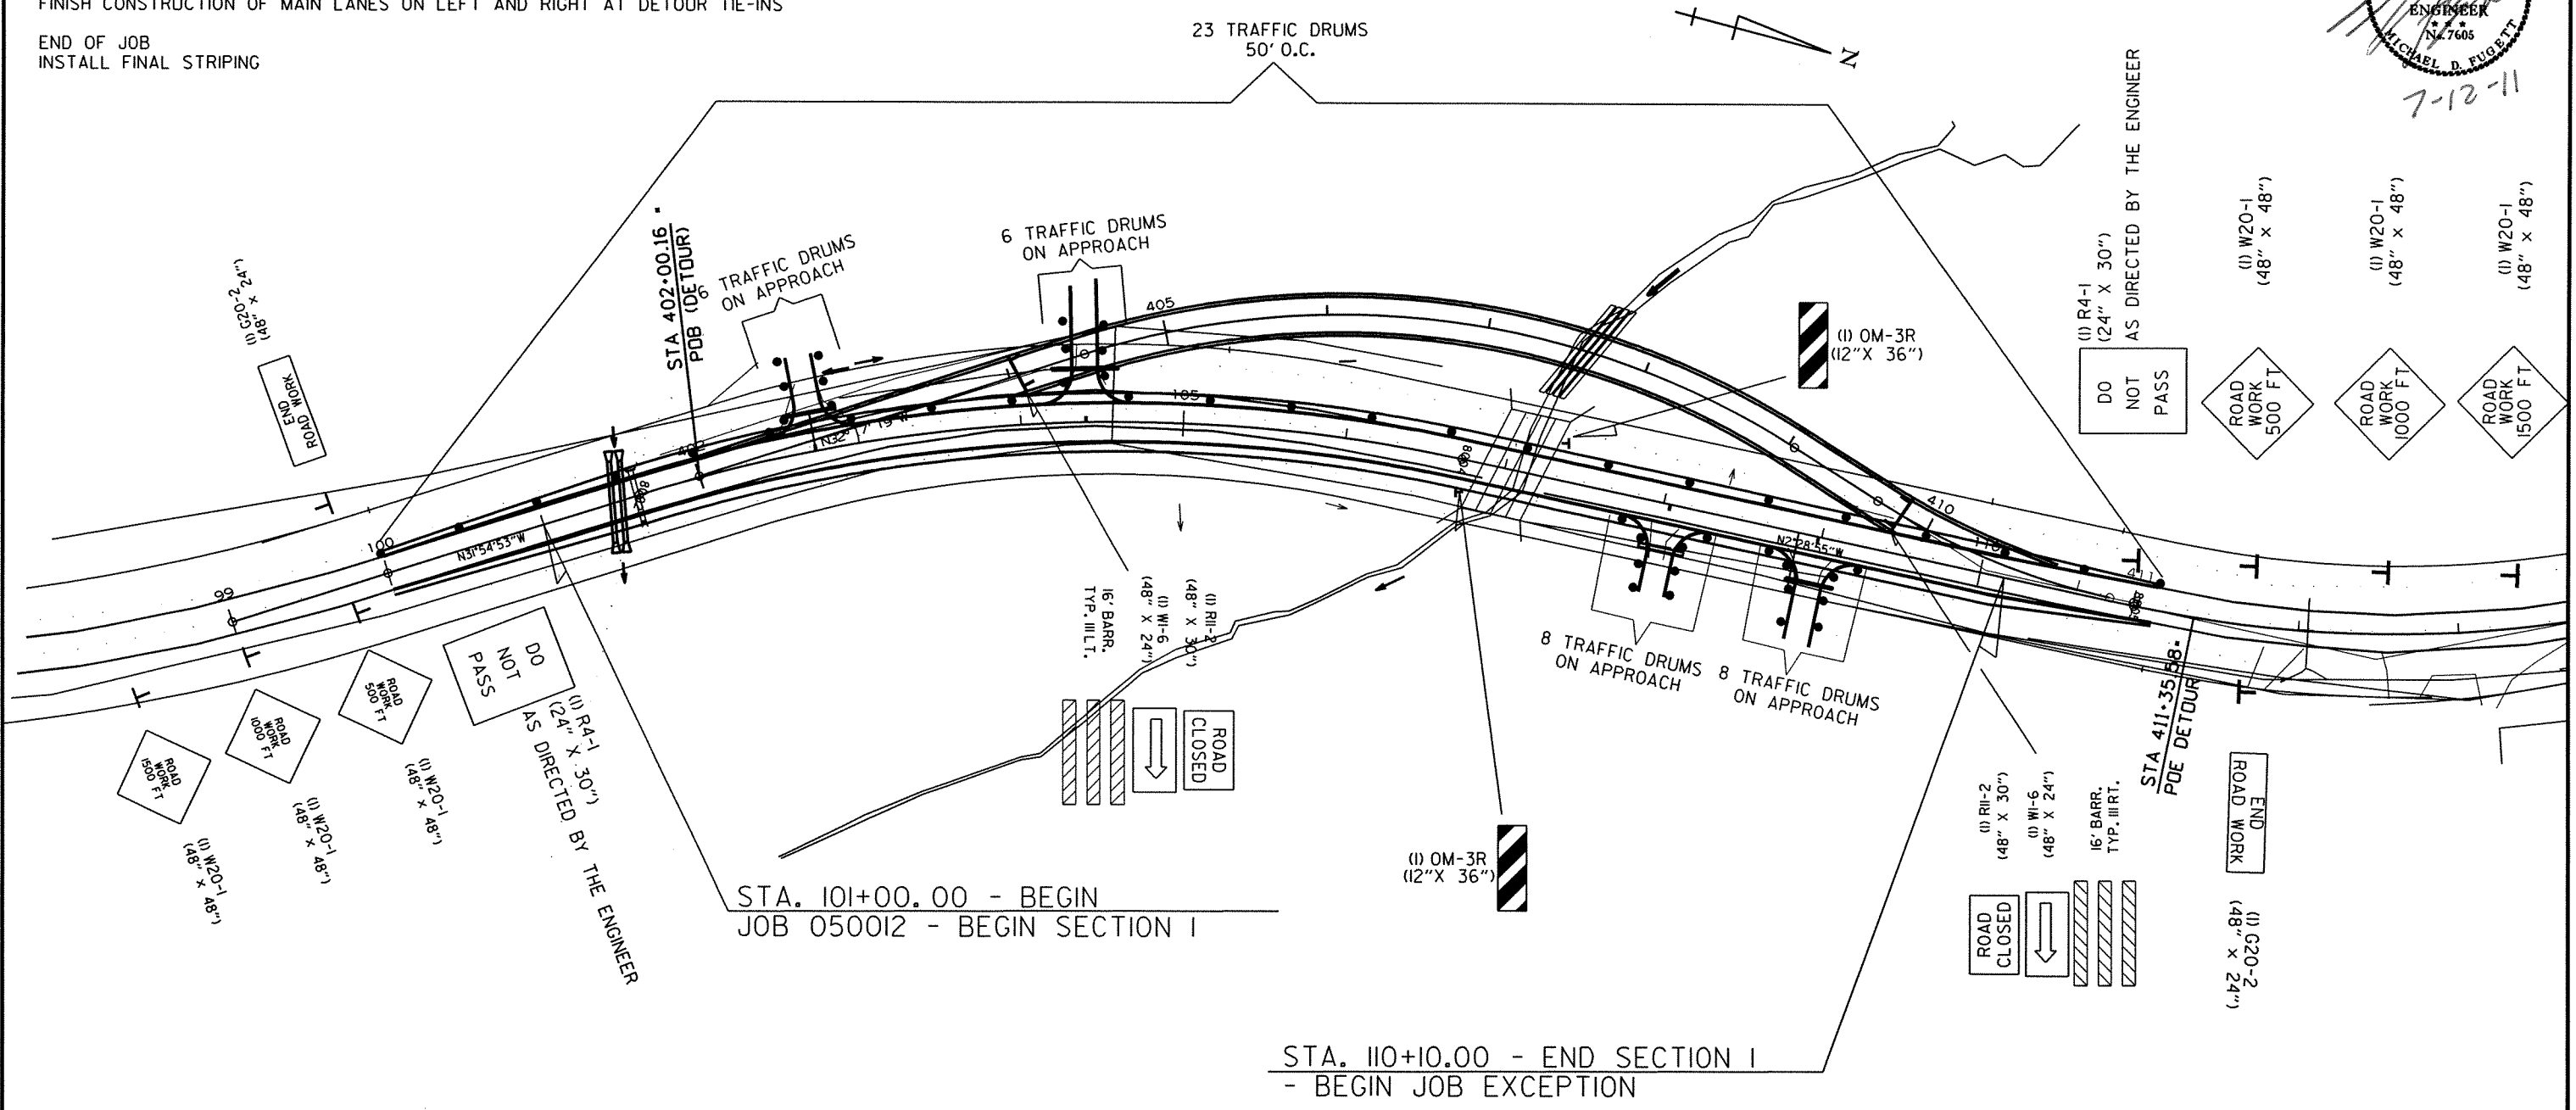 FINISH CONSTRUCTION OF MAIN LANES ON LEFT AND RIGHT AT DETOUR TIE-INS
END OF JOB
INSTALL FINAL STRIPING
23 TRAFFIC DRUMS
50' O.C.
N
ENGINEER
No. 7605
MICHAEL D. FUGETT
7-12-11
(1) G20-2
(48" X 24")
END
ROAD WORK
STA 402+00.16
POB (DETOUR)
6 TRAFFIC DRUMS
ON APPROACH
6 TRAFFIC DRUMS
ON APPROACH
405
(1) OM-3R
(12"X 36")
(1) R4-1
(24" X 30")
AS DIRECTED BY THE ENGINEER
DO
NOT
PASS
(1) W20-1
(48" X 48")
ROAD
WORK
500 FT
(1) W20-1
(48" X 48")
ROAD
WORK
1000 FT
(1) W20-1
(48" X 48")
ROAD
WORK
1500 FT
99
100
N31°54'53"W
402
105
410
110
411
N2°28'55"W
ROAD
WORK
1500 FT
(1) W20-1
(48" X 48")
ROAD
WORK
1000 FT
(1) W20-1
(48" X 48")
ROAD
WORK
500 FT
(1) W20-1
(48" X 48")
DO
NOT
PASS
(1) R4-1
(24" X 30")
AS DIRECTED BY THE ENGINEER
16' BARR.
TYP. III LT.
(1) W1-6
(48" X 24")
(1) R11-2
(48" X 30")
ROAD
CLOSED
8 TRAFFIC DRUMS
ON APPROACH
8 TRAFFIC DRUMS
ON APPROACH
(1) OM-3R
(12"X 36")
(1) R11-2
(48" X 30")
(1) W1-6
(48" X 24")
16' BARR.
TYP. III RT.
ROAD
CLOSED
STA 411+35.58
POE DETOUR
END
ROAD WORK
(1) G20-2
(48" X 24")
STA. 101+00.00 - BEGIN
JOB 050012 - BEGIN SECTION 1
STA. 110+10.00 - END SECTION 1
- BEGIN JOB EXCEPTION